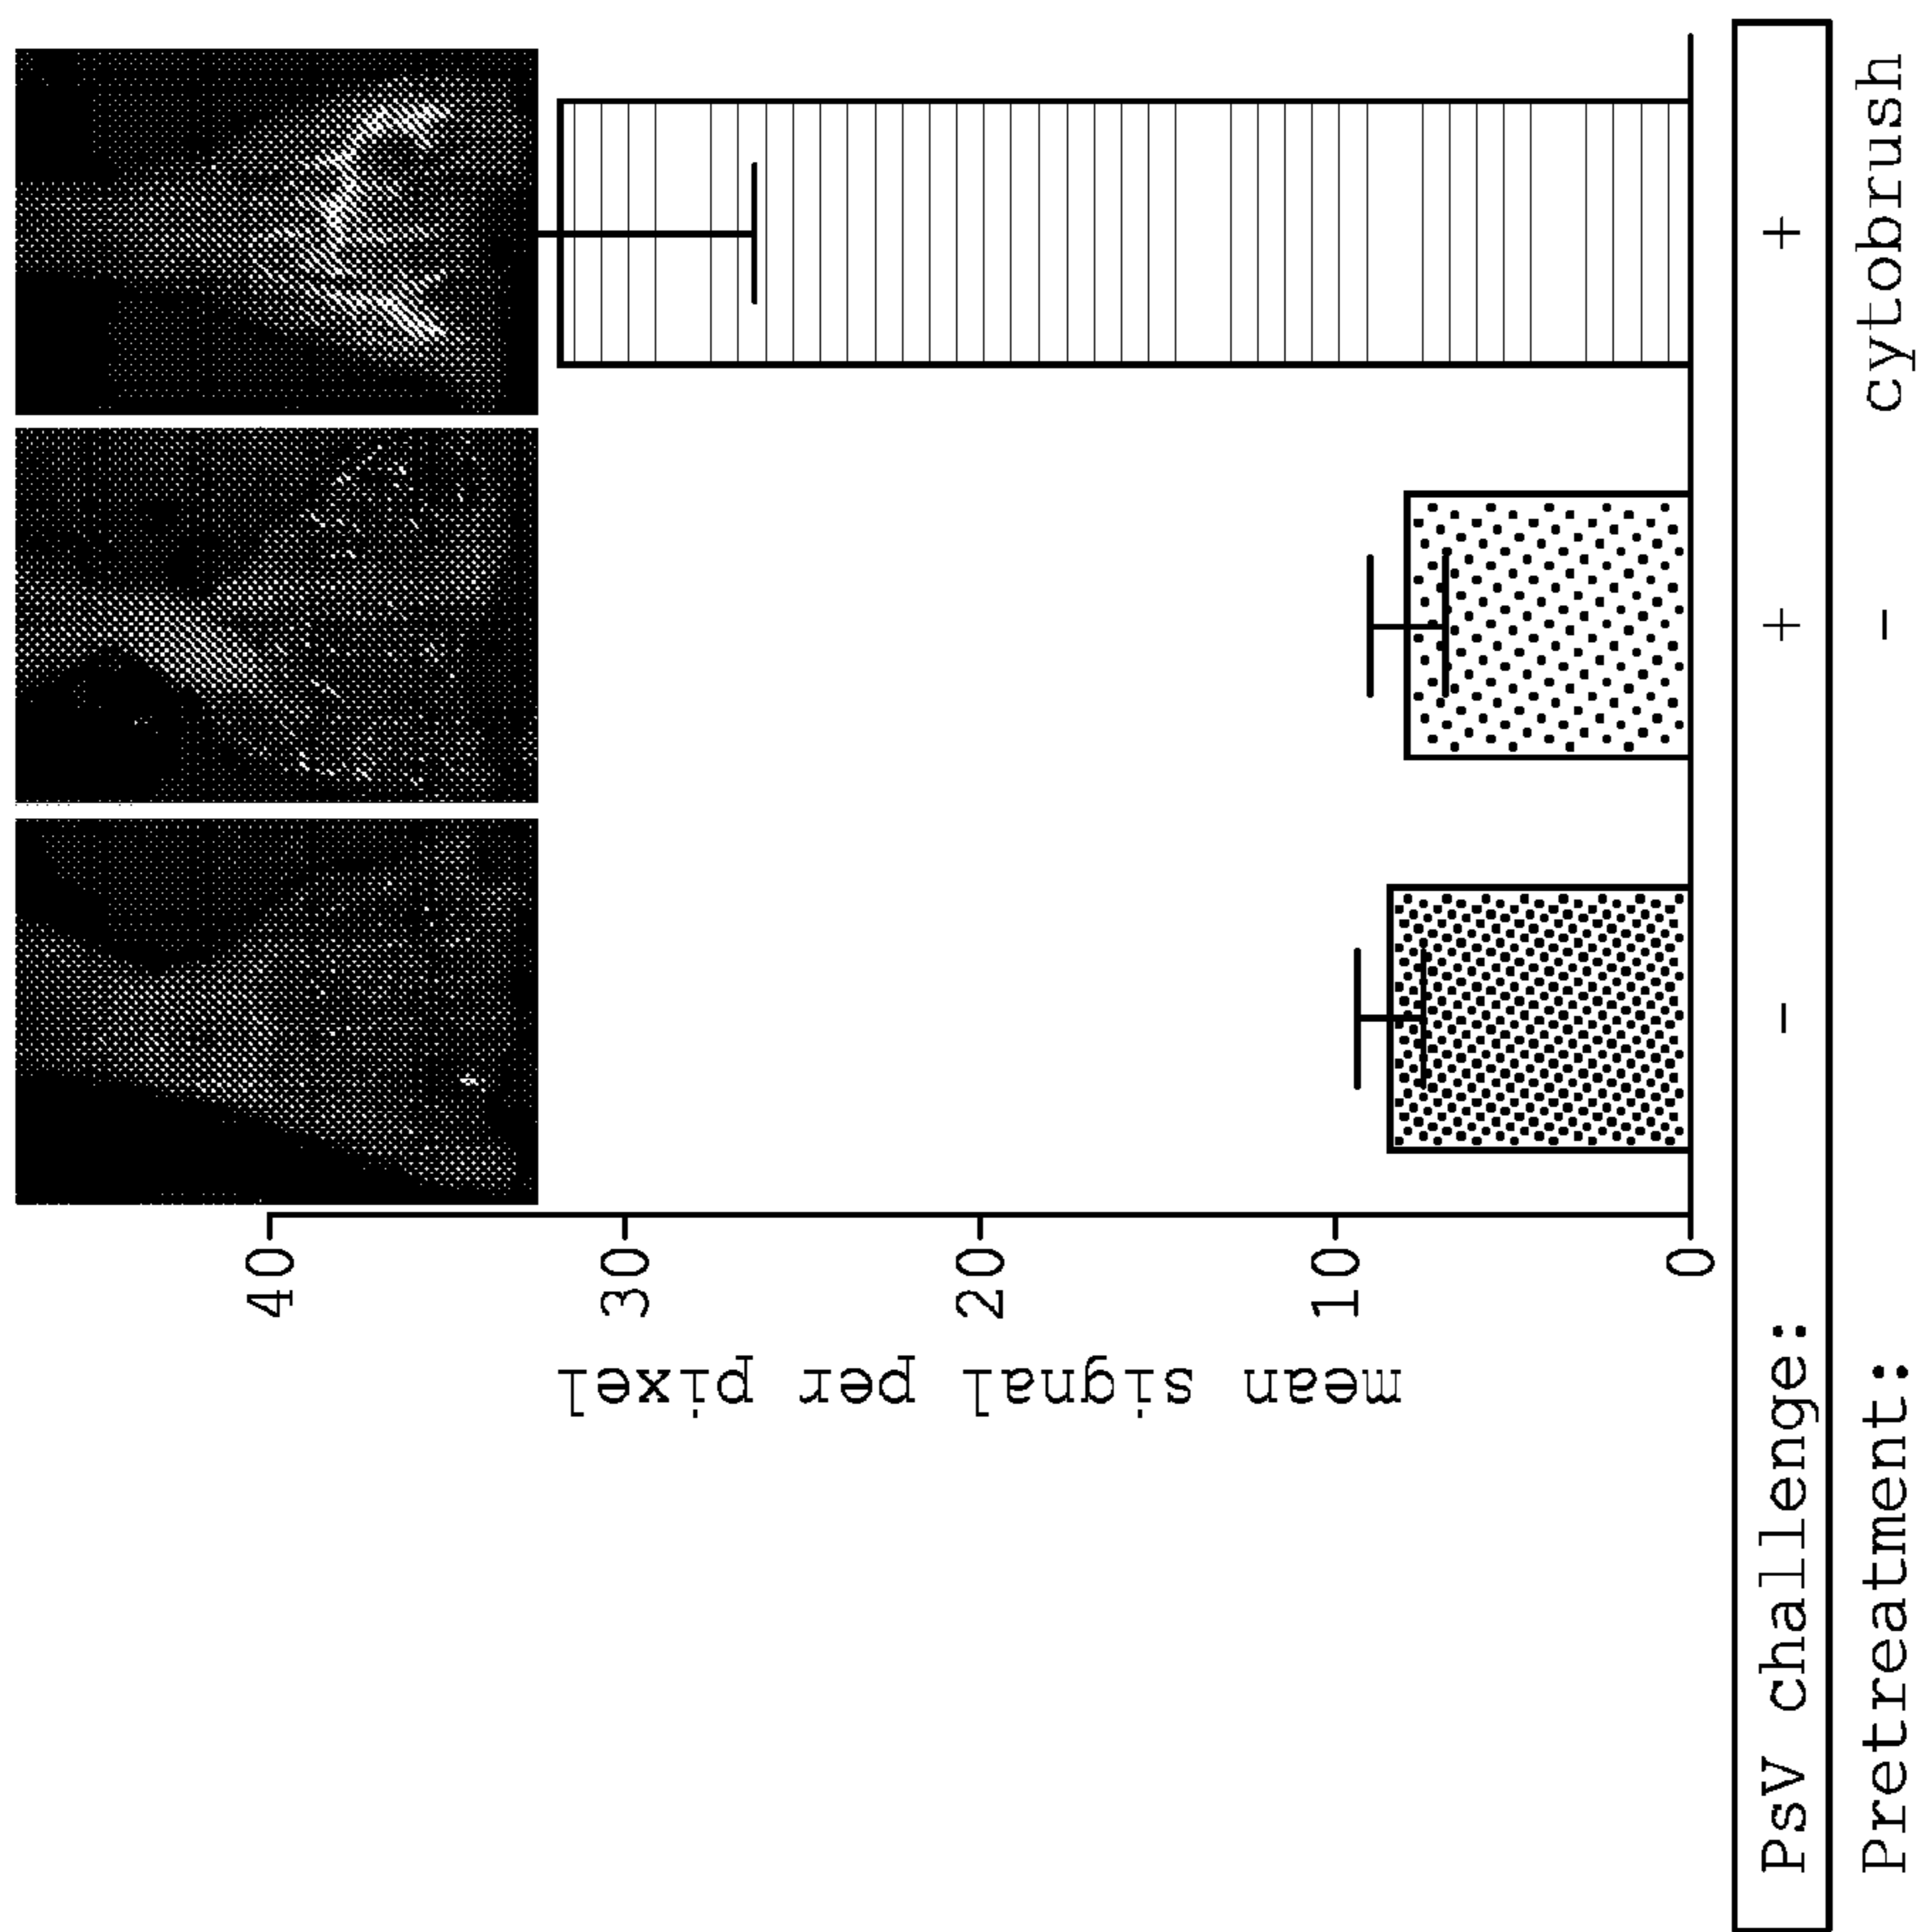 mean signal per pixel
40
30
20
10
0
PsV challenge: - + +
Pretreatment: - cytobrush